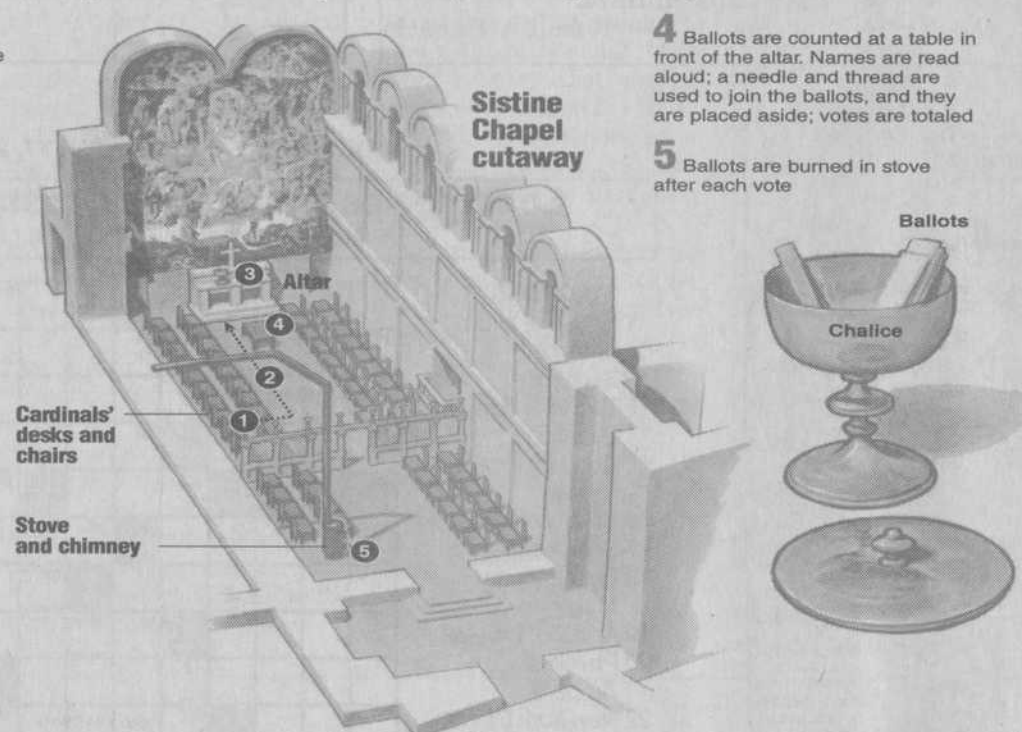 e
4 Ballots are counted at a table in
front of the altar. Names are read
aloud; a needle and thread are
used to join the ballots, and they
are placed aside; votes are totaled
5 Ballots are burned in stove
after each vote
Sistine
Chapel
cutaway
Ballots
Chalice
3
Altar
4
2
1
Cardinals'
desks and
chairs
Stove
and chimney
5